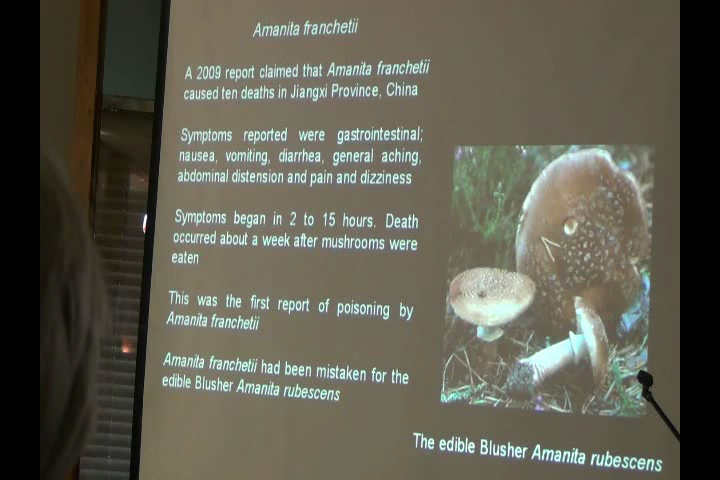 Amanita franchetii
A 2009 report claimed that Amanita franchetii
caused ten deaths in Jiangxi Province, China
Symptoms reported were gastrointestinal;
nausea, vomiting, diarrhea, general aching,
abdominal distension and pain and dizziness
Symptoms began in 2 to 15 hours. Death
occurred about a week after mushrooms were
eaten
This was the first report of poisoning by
Amanita franchetii
Amanita franchetii had been mistaken for the
edible Blusher Amanita rubescens
The edible Blusher Amanita rubescens